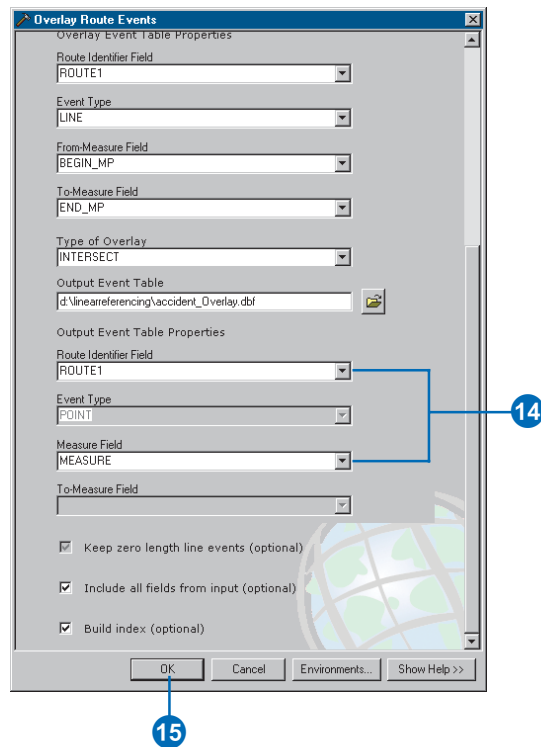 Overlay Route Events
Overlay Event Table Properties
Route Identifier Field
ROUTE1
Event Type
LINE
From-Measure Field
BEGIN_MP
To-Measure Field
END_MP
Type of Overlay
INTERSECT
Output Event Table
d:\linearreferencing\accident_Overlay.dbf
Output Event Table Properties
Route Identifier Field
ROUTE1
14
Event Type
POINT
Measure Field
MEASURE
To-Measure Field
Keep zero length line events (optional)
Include all fields from input (optional)
Build index (optional)
OK Cancel Environments... Show Help >>
15